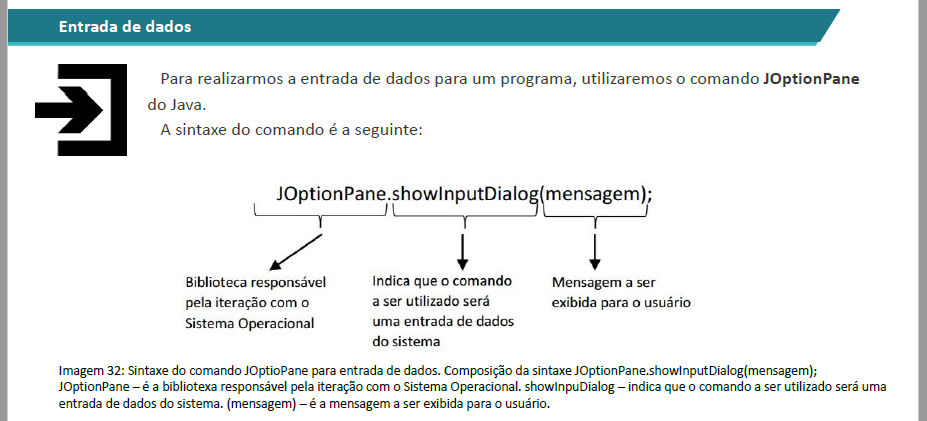 Entrada de dados
Para realizarmos a entrada de dados para um programa, utilizaremos o comando JOptionPane
do Java.
A sintaxe do comando é a seguinte:
JOptionPane.showInputDialog(mensagem);
Biblioteca responsável
pela iteração com o
Sistema Operacional
Indica que o comando
a ser utilizado será
uma entrada de dados
do sistema
Mensagem a ser
exibida para o usuário
Imagem 32: Sintaxe do comando JOptioPane para entrada de dados. Composição da sintaxe JOptionPane.showInputDialog(mensagem);
JOptionPane – é a bibliotexa responsável pela iteração com o Sistema Operacional. showInpuDialog – indica que o comando a ser utilizado será uma
entrada de dados do sistema. (mensagem) – é a mensagem a ser exibida para o usuário.